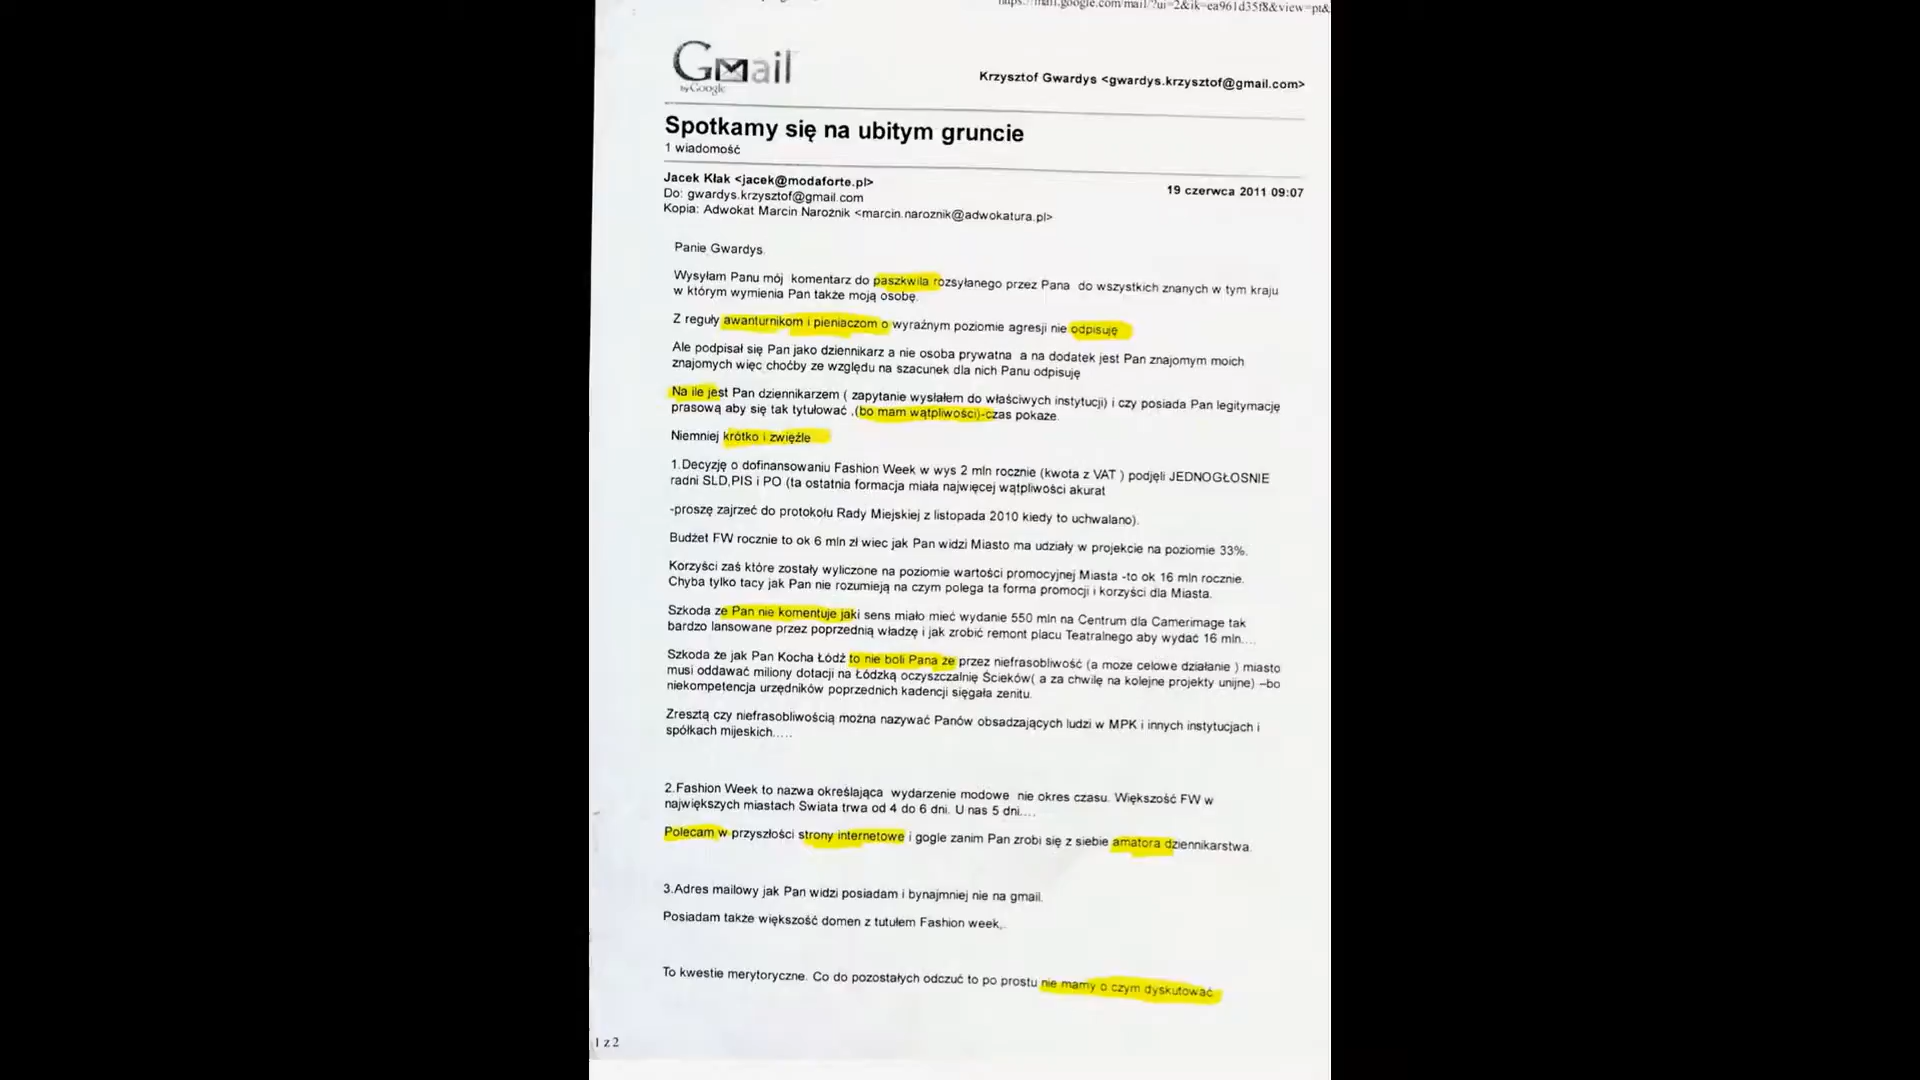 https://mail.google.com/mail/?ui=2&ik=ea961d35f8&view=pt&
Gmail
by Google
Krzysztof Gwardys <gwardys.krzysztof@gmail.com>
Spotkamy się na ubitym gruncie
1 wiadomość
Jacek Kłak <jacek@modaforte.pl>
19 czerwca 2011 09:07
Do: gwardys.krzysztof@gmail.com
Kopia: Adwokat Marcin Narożnik <marcin.naroznik@adwokatura.pl>
Panie Gwardys.
Wysyłam Panu mój komentarz do paszkwila rozsyłanego przez Pana do wszystkich znanych w tym kraju
w którym wymienia Pan także moją osobę.
Z reguły awanturnikom i pieniaczom o wyraźnym poziomie agresji nie odpisuję
Ale podpisał się Pan jako dziennikarz a nie osoba prywatna a na dodatek jest Pan znajomym moich
znajomych więc choćby ze względu na szacunek dla nich Panu odpisuję
Na ile jest Pan dziennikarzem ( zapytanie wysłałem do właściwych instytucji) i czy posiada Pan legitymację
prasową aby się tak tytułować ,(bo mam wątpliwości)-czas pokaże.
Niemniej krótko i zwięźle
1.Decyzję o dofinansowaniu Fashion Week w wys 2 mln rocznie (kwota z VAT ) podjęli JEDNOGŁOSNIE
radni SLD,PIS i PO (ta ostatnia formacja miała najwięcej wątpliwości akurat
-proszę zajrzeć do protokołu Rady Miejskiej z listopada 2010 kiedy to uchwalano).
Budżet FW rocznie to ok 6 mln zł wiec jak Pan widzi Miasto ma udziały w projekcie na poziomie 33%.
Korzyści zaś które zostały wyliczone na poziomie wartości promocyjnej Miasta -to ok 16 mln rocznie.
Chyba tylko tacy jak Pan nie rozumieją na czym polega ta forma promocji i korzyści dla Miasta.
Szkoda ze Pan nie komentuje jaki sens miało mieć wydanie 550 mln na Centrum dla Camerimage tak
bardzo lansowane przez poprzednią władzę i jak zrobić remont placu Teatralnego aby wydać 16 mln....
Szkoda że jak Pan Kocha Łódź to nie boli Pana że przez niefrasobliwość (a moze celowe działanie ) miasto
musi oddawać miliony dotacji na Łódzką oczyszczalnię Ścieków( a za chwilę na kolejne projekty unijne) –bo
niekompetencja urzędników poprzednich kadencji sięgała zenitu.
Zresztą czy niefrasobliwością można nazywać Panów obsadzających ludzi w MPK i innych instytucjach i
spółkach mijeskich.....
2.Fashion Week to nazwa określająca wydarzenie modowe nie okres czasu. Większość FW w
największych miastach Swiata trwa od 4 do 6 dni. U nas 5 dni....
Polecam w przyszłości strony internetowe i gogle zanim Pan zrobi się z siebie amatora dziennikarstwa.
3.Adres mailowy jak Pan widzi posiadam i bynajmniej nie na gmail.
Posiadam także większość domen z tutułem Fashion week,.
To kwestie merytoryczne. Co do pozostałych odczuć to po prostu nie mamy o czym dyskutować.
1 z 2